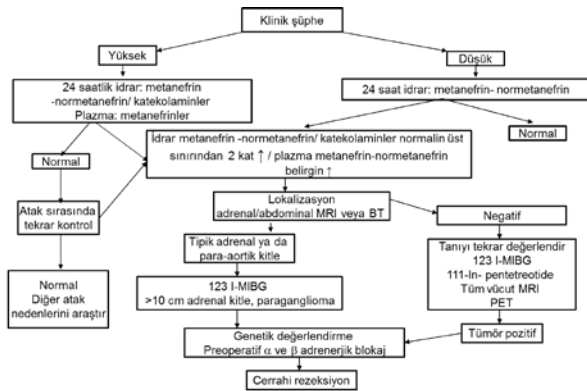 Klinik şüphe
Yüksek
Düşük
24 saatlik idrar: metanefrin
-normetanefrin/ katekolaminler
Plazma: metanefrinler
24 saat idrar: metanefrin- normetanefrin
Normal
İdrar metanefrin -normetanefrin/ katekolaminler normalin üst
sınırından 2 kat ↑ / plazma metanefrin-normetanefrin
belirgin ↑
Normal
Atak sırasında
tekrar kontrol
Normal
Diğer atak
nedenlerini araştır
Lokalizasyon
adrenal/abdominal MRI veya BT
Negatif
Tipik adrenal ya da
para-aortik kitle
Tanıyı tekrar değerlendir
123 I-MIBG
111-In- pentetreotide
Tüm vücut MRI
PET
123 I-MIBG
>10 cm adrenal kitle, paraganglioma
Tümör pozitif
Genetik değerlendirme
Preoperatif α ve β adrenerjik blokaj
Cerrahi rezeksiyon